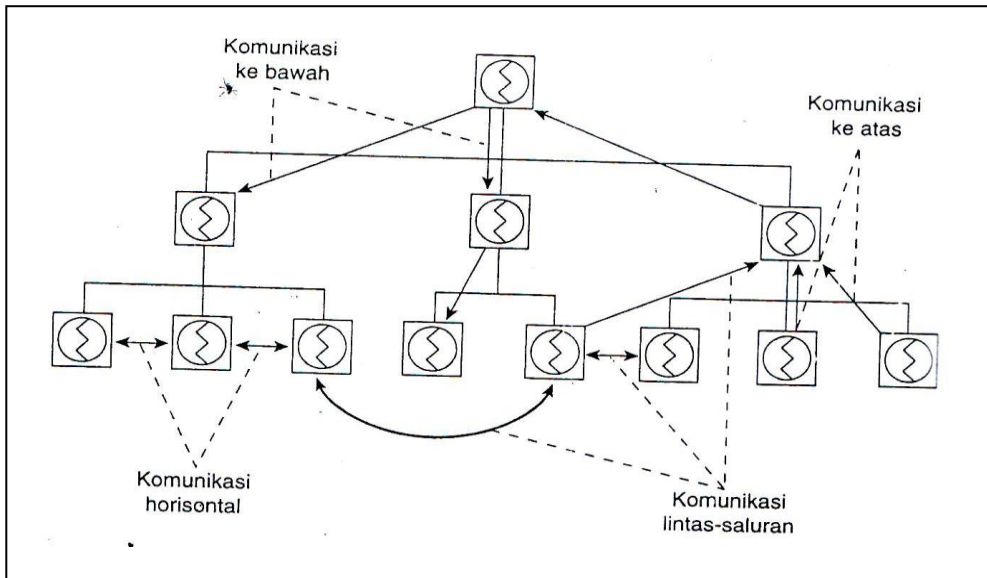 Komunikasi
ke bawah
Komunikasi
ke atas
Komunikasi
horisontal
Komunikasi
lintas-saluran